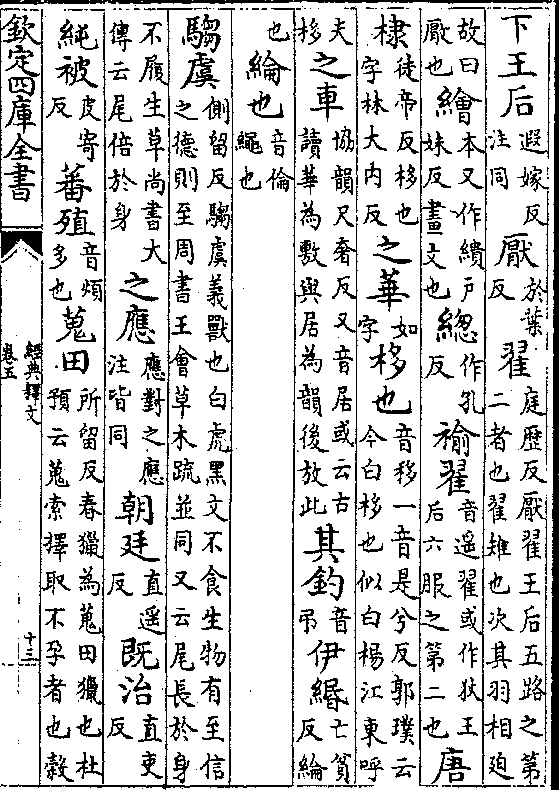 下王后遐嫁反注同厭於葉反翟庭歷反厭翟王后五路之第二者也翟雉也次其羽相迫
故曰厭也繪本又作繢戶妹反畫文也緫作孔反褕翟音遥翟或作狄王后六服之第二也唐
棣徒帝反移也字林大内反之華如字栘也音移一音是兮反郭璞云今白栘也似白楊江東呼
夫栘之車協韻尺奢反又音居或云古讀華為敷與居為韻後放此其釣音弔伊緡亡貧反綸
也綸也音倫繩也
騶虞側留反騶虞義獸也白虎黑文不食生物有至信之德則至周書王會草木疏並同又云尾長於身
不履生草尚書大傳云尾倍於身之應應對之應注皆同朝廷直遥反既治直吏反
純被皮寄反蕃殖音煩多也蒐田所留反春獵為蒐田獵也杜預云蒐索擇取不孕者也穀
欽定四庫全書
經典釋文
卷五
十三